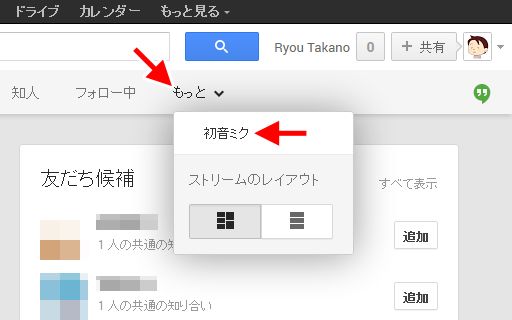 ドライブ カレンダー もっと見る
Ryou Takano 0 + 共有
知人 フォロー中 もっと
初音ミク
ストリームのレイアウト
友だち候補 すべて表示
1 人の共通の知
追加
1 人の共通の知り合い
追加